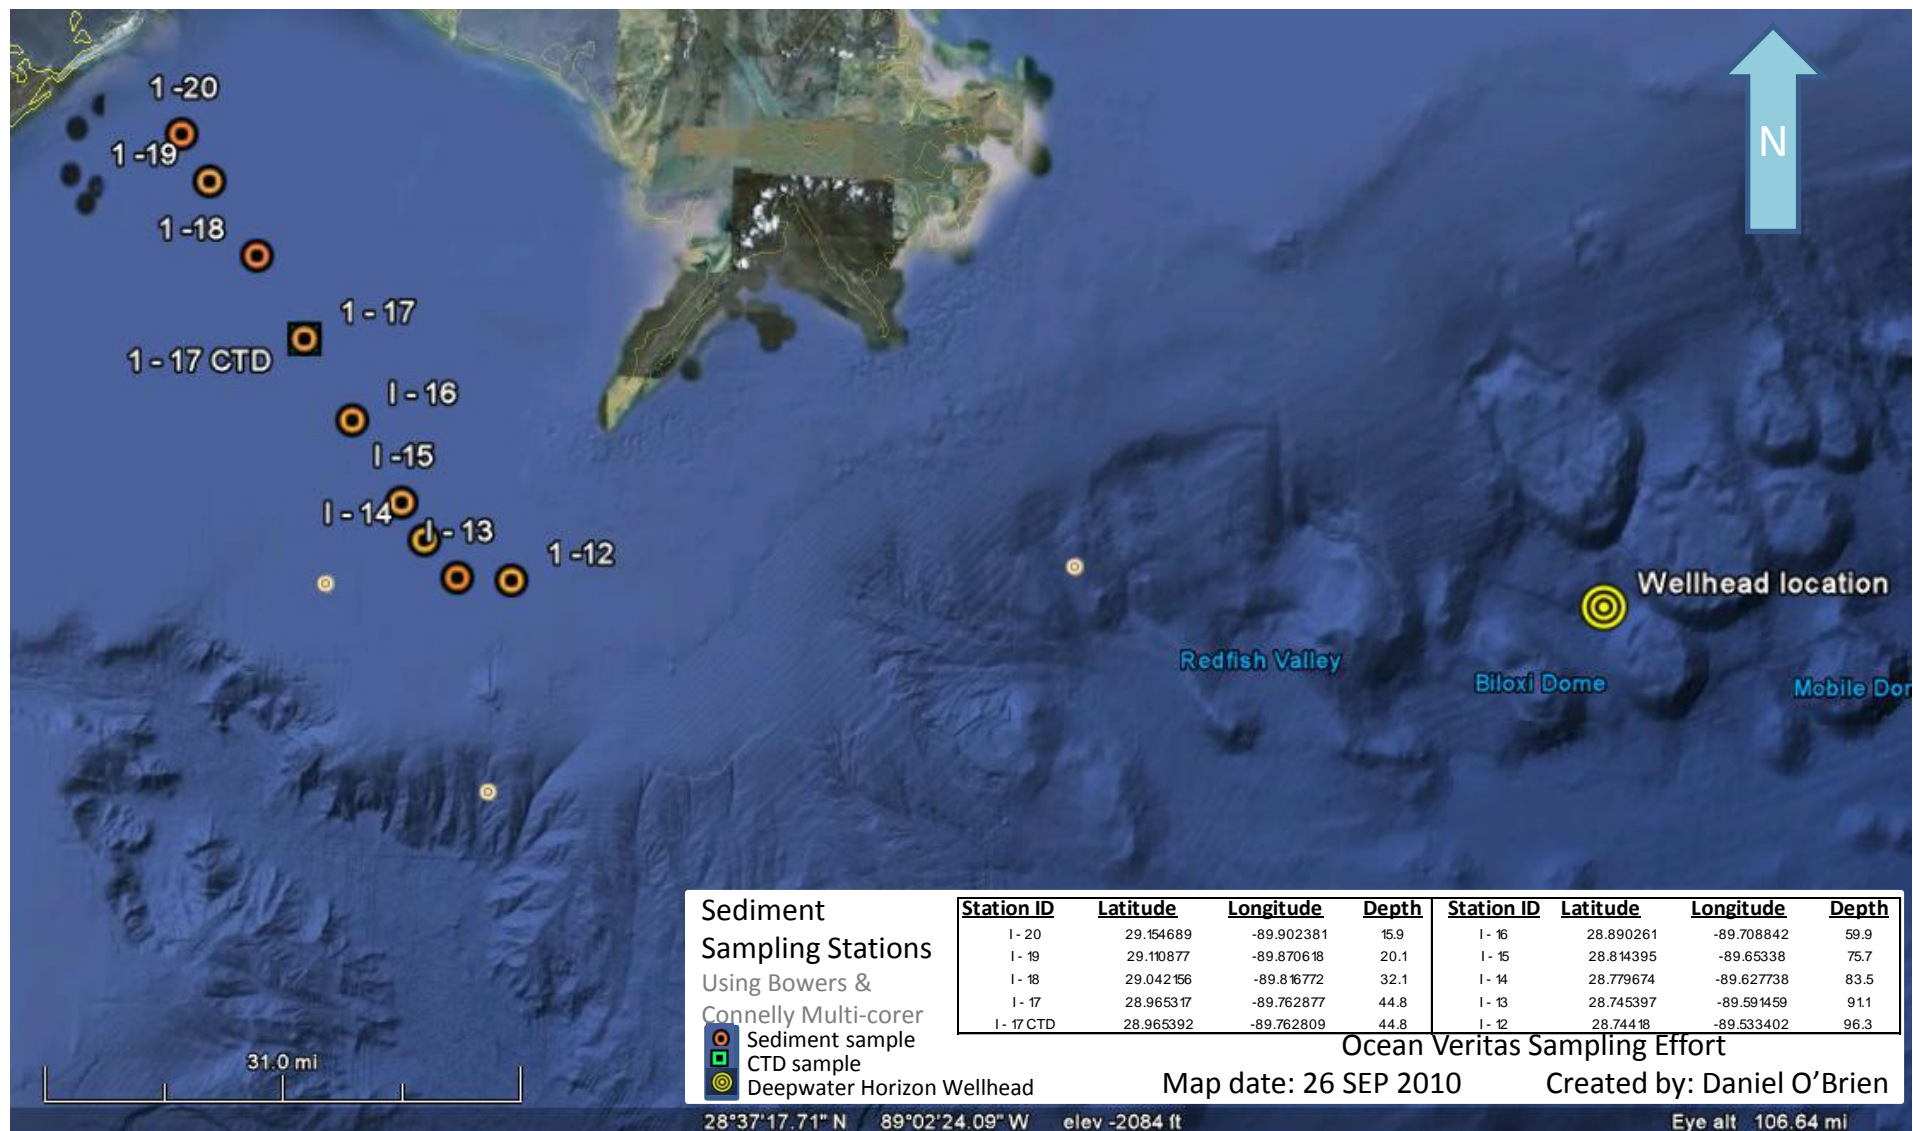 1 -20
1 -19
1 -18
1 - 17
1 - 17 CTD
I - 16
I -15
I - 14
I - 13
1 -12
N
Wellhead location
Redfish Valley
Biloxi Dome
Mobile Dor
31.0 mi
Sediment
Sampling Stations
Using Bowers &
Connelly Multi-corer
Sediment sample
CTD sample
Deepwater Horizon Wellhead
Station ID Latitude Longitude Depth Station ID Latitude Longitude Depth
I - 20 29.154689 -89.902381 15.9 I - 16 28.890261 -89.708842 59.9
I - 19 29.110877 -89.870618 20.1 I - 15 28.814395 -89.65338 75.7
I - 18 29.042156 -89.816772 32.1 I - 14 28.779674 -89.627738 83.5
I - 17 28.965317 -89.762877 44.8 I - 13 28.745397 -89.591459 91.1
I - 17 CTD 28.965392 -89.762809 44.8 I - 12 28.74418 -89.533402 96.3
Ocean Veritas Sampling Effort
Map date: 26 SEP 2010 Created by: Daniel O'Brien
28°37'17.71" N 89°02'24.09" W elev -2084 ft Eye alt 106.64 mi